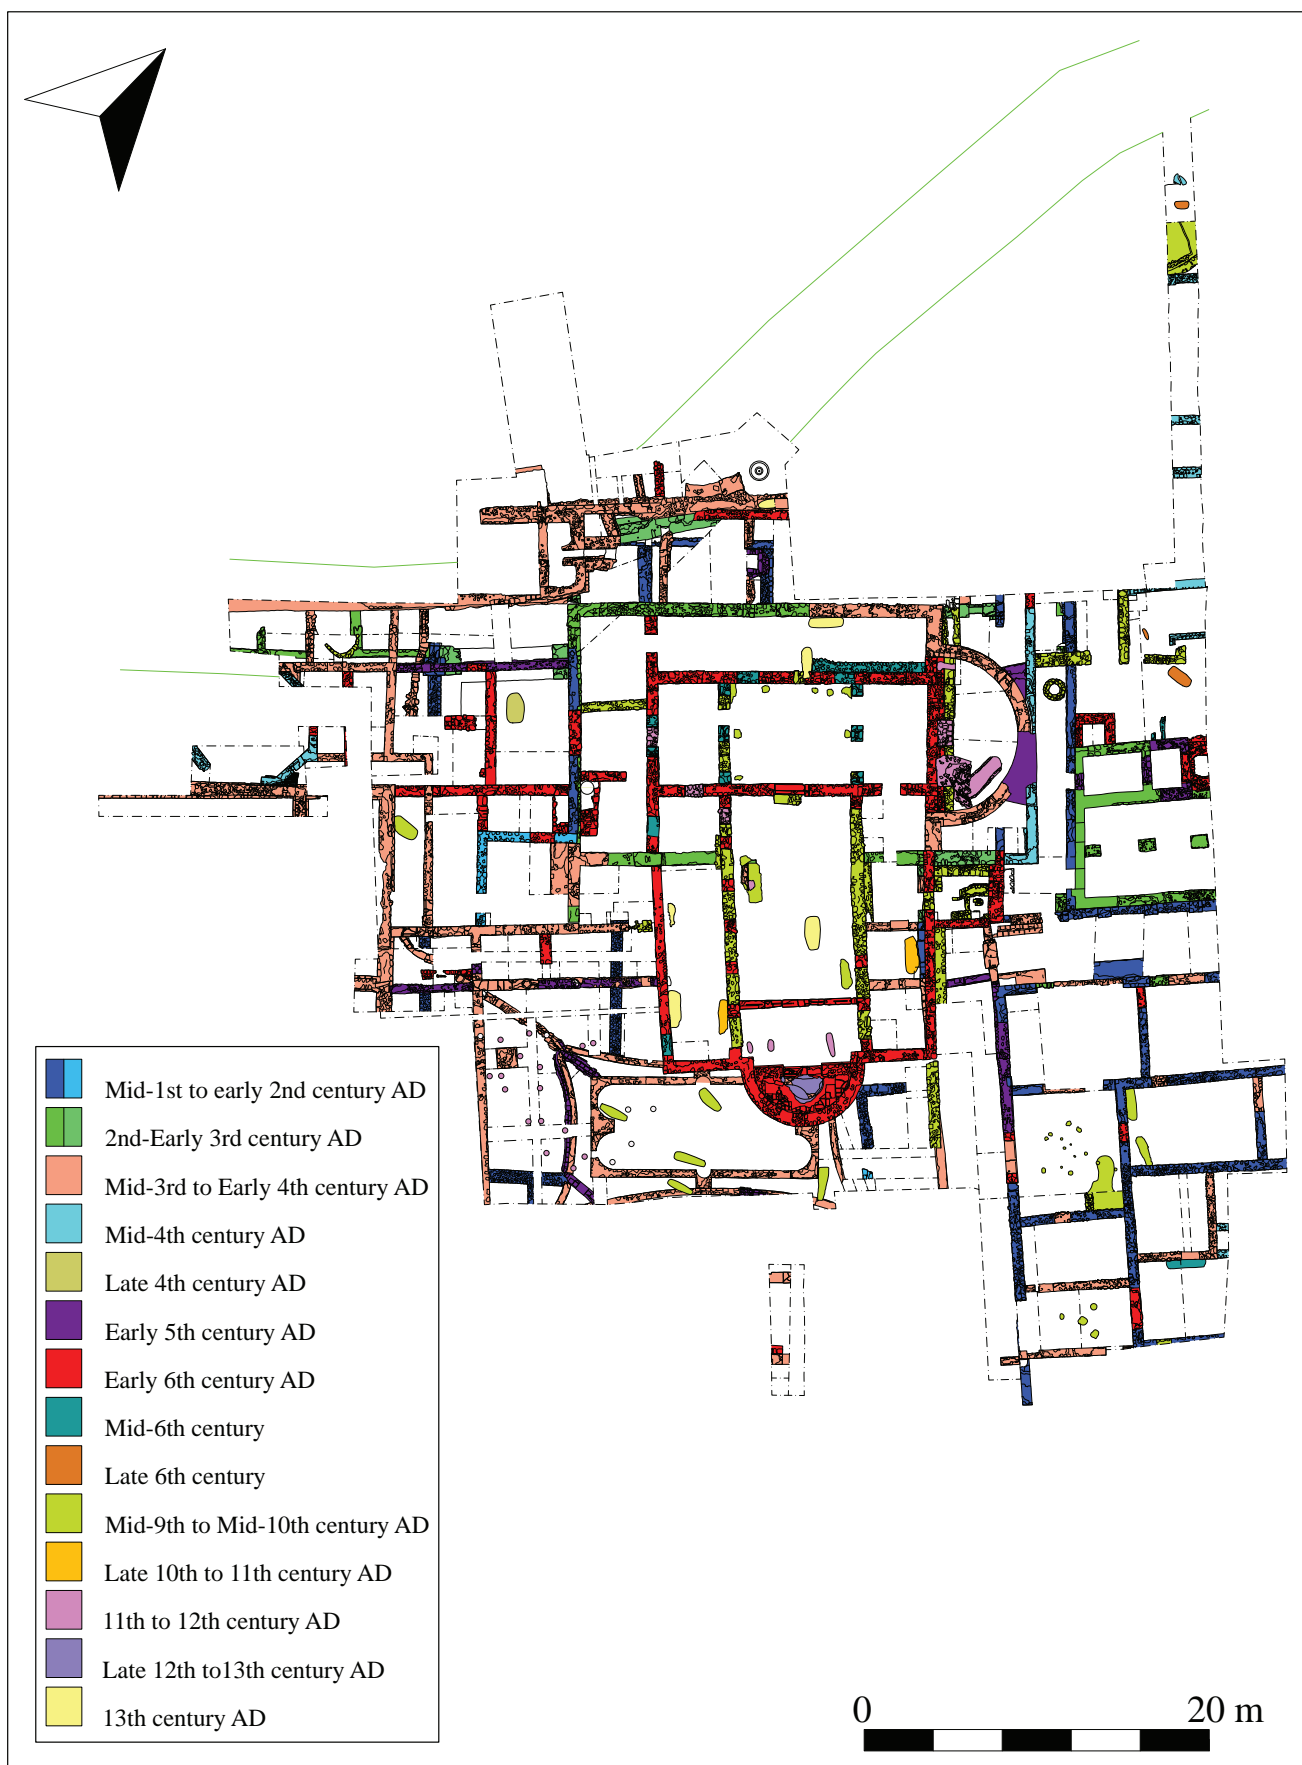 Mid-1st to early 2nd century AD
2nd-Early 3rd century AD
Mid-3rd to Early 4th century AD
Mid-4th century AD
Late 4th century AD
Early 5th century AD
Early 6th century AD
Mid-6th century
Late 6th century
Mid-9th to Mid-10th century AD
Late 10th to 11th century AD
11th to 12th century AD
Late 12th to13th century AD
13th century AD
0 20 m